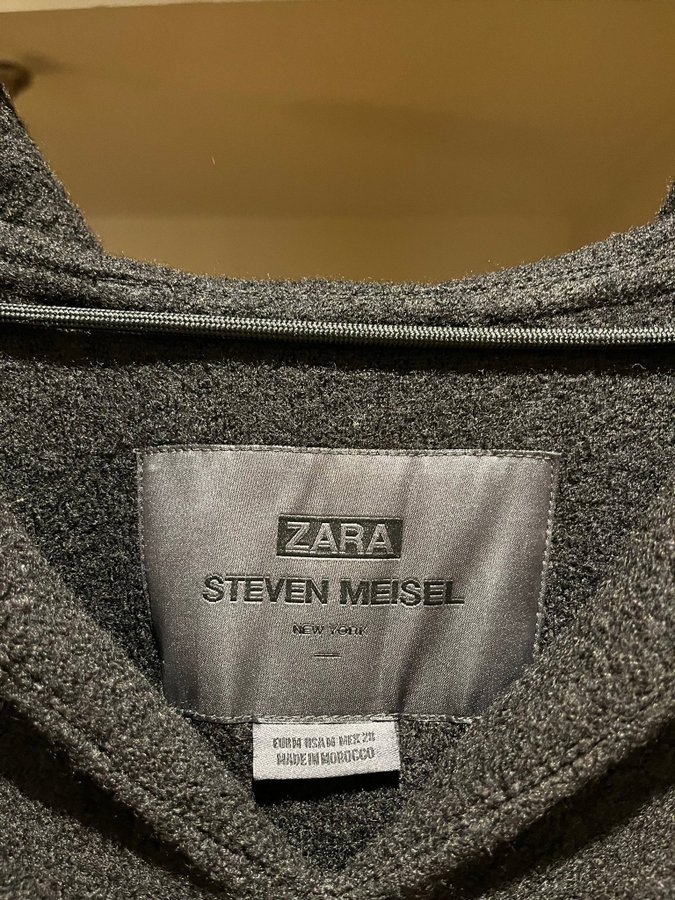 ZARA
STEVEN MEISEL
NEW YORK
EUR M USA M MEX 28
MADE IN MOROCCO